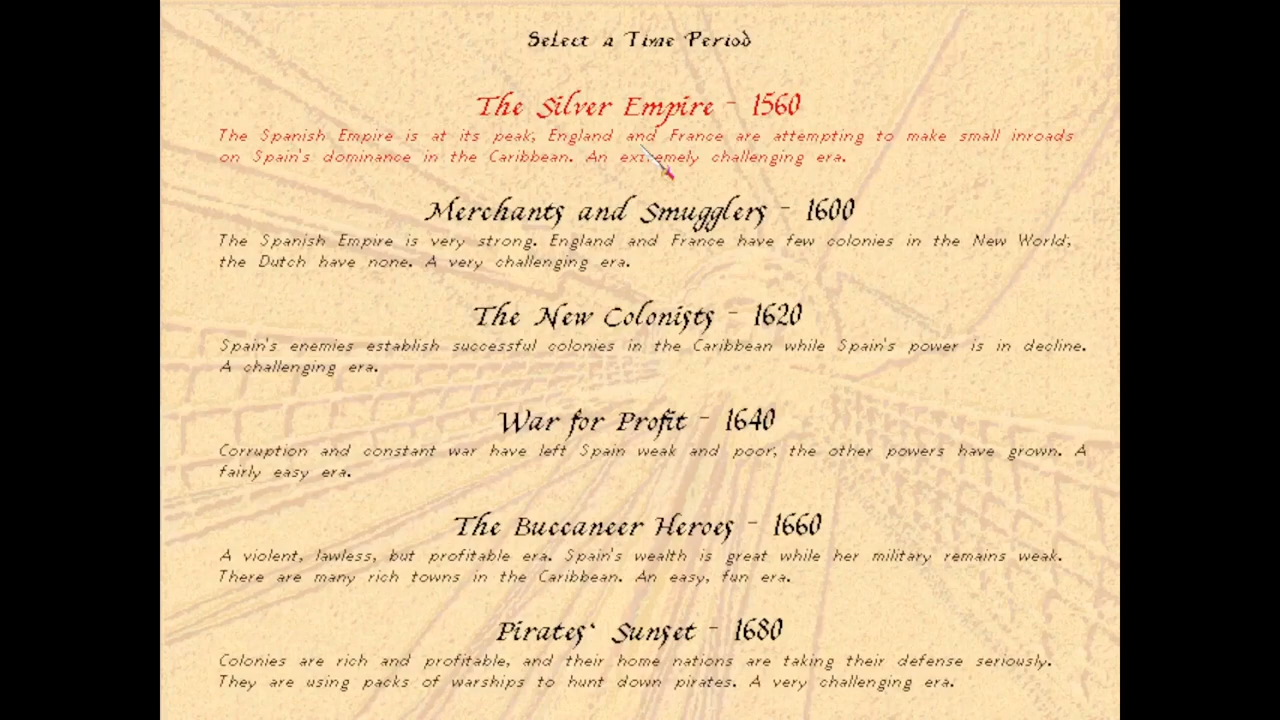 Select a Time Period
The Silver Empire - 1560
The Spanish Empire is at its peak, England and France are attempting to make small inroads
on Spain's dominance in the Caribbean. An extremely challenging era.
Merchants and Smugglers - 1600
The Spanish Empire is very strong. England and France have few colonies in the New World;
the Dutch have none. A very challenging era.
The New Colonists - 1620
Spain's enemies establish successful colonies in the Caribbean while Spain's power is in decline.
A challenging era.
War for Profit - 1640
Corruption and constant war have left Spain weak and poor, the other powers have grown. A
fairly easy era.
The Buccaneer Heroes - 1660
A violent, lawless, but profitable era. Spain's wealth is great while her military remains weak.
There are many rich towns in the Caribbean. An easy, fun era.
Pirates' Sunset - 1680
Colonies are rich and profitable, and their home nations are taking their defense seriously.
They are using packs of warships to hunt down pirates. A very challenging era.